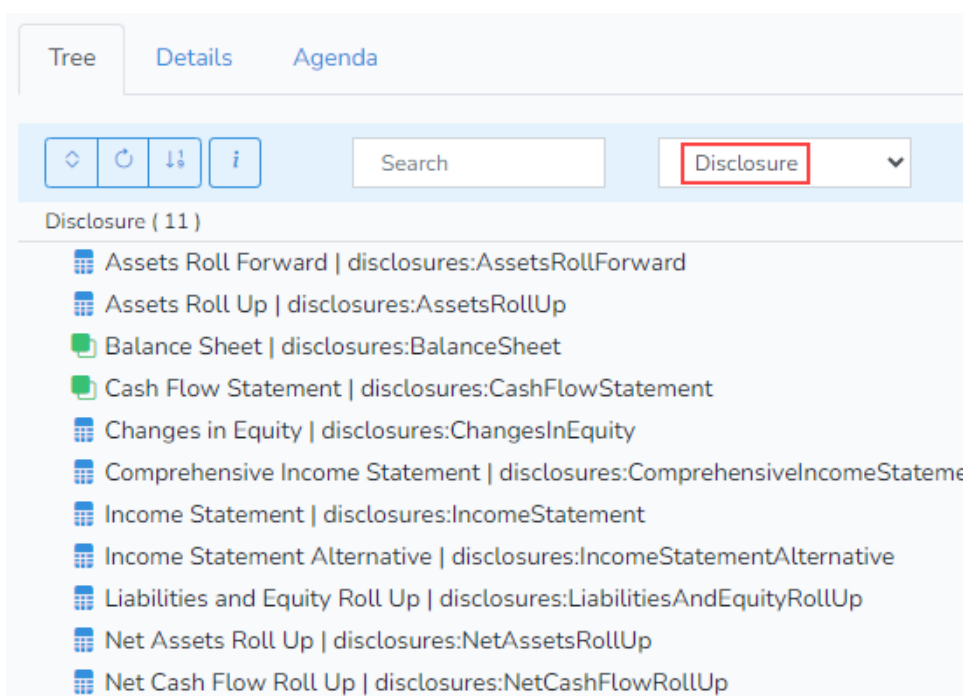 Tree Details Agenda
i Search Disclosure
Disclosure ( 11 )
Assets Roll Forward | disclosures:AssetsRollForward
Assets Roll Up | disclosures:AssetsRollUp
Balance Sheet | disclosures:BalanceSheet
Cash Flow Statement | disclosures:CashFlowStatement
Changes in Equity | disclosures:ChangesInEquity
Comprehensive Income Statement | disclosures:ComprehensiveIncomeStateme
Income Statement | disclosures:IncomeStatement
Income Statement Alternative | disclosures:IncomeStatementAlternative
Liabilities and Equity Roll Up | disclosures:LiabilitiesAndEquityRollUp
Net Assets Roll Up | disclosures:NetAssetsRollUp
Net Cash Flow Roll Up | disclosures:NetCashFlowRollUp